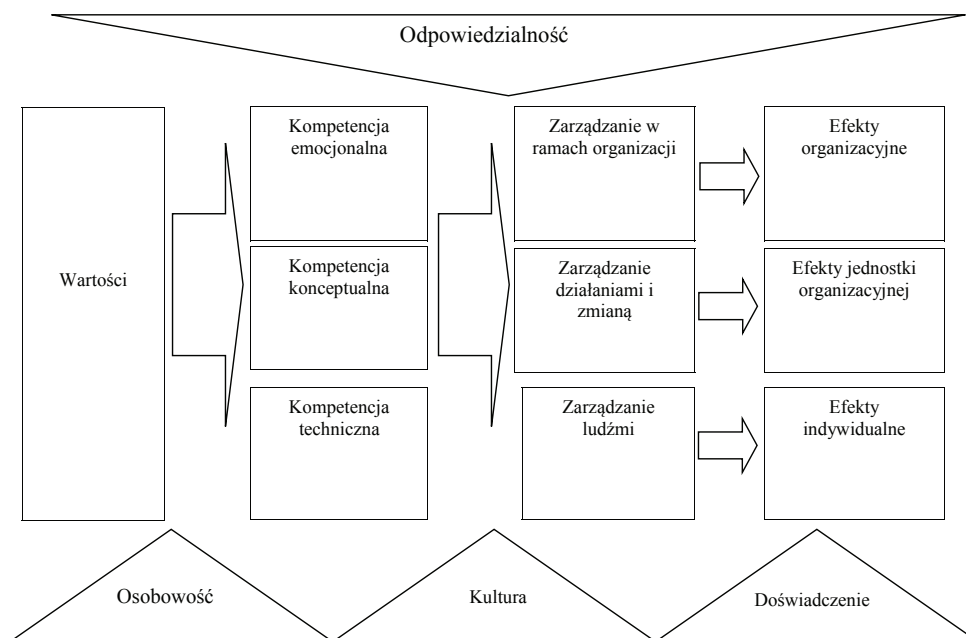 Odpowiedzialność
Wartości
Kompetencja
emocjonalna
Kompetencja
konceptualna
Kompetencja
techniczna
Zarządzanie w
ramach organizacji
Zarządzanie
działaniami i
zmianą
Zarządzanie
ludźmi
Efekty
organizacyjne
Efekty jednostki
organizacyjnej
Efekty
indywidualne
Osobowość
Kultura
Doświadczenie